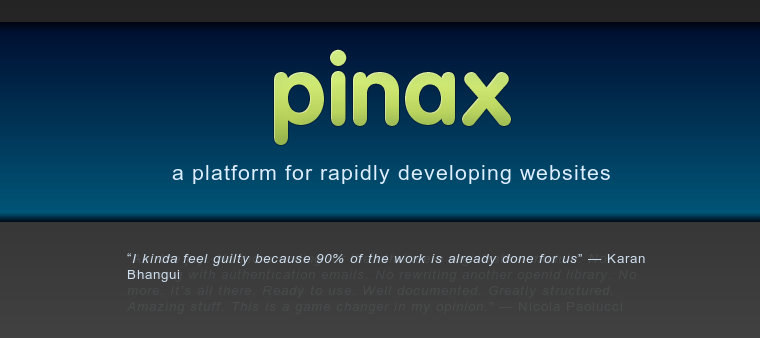 pinax
a platform for rapidly developing websites
“I kinda feel guilty because 90% of the work is already done for us” — Karan
Bhangui with authentication emails. No rewriting another openid library. No
more. It's all there. Ready to use. Well documented. Greatly structured.
Amazing stuff. This is a game changer in my opinion.” — Nicola Paolucci